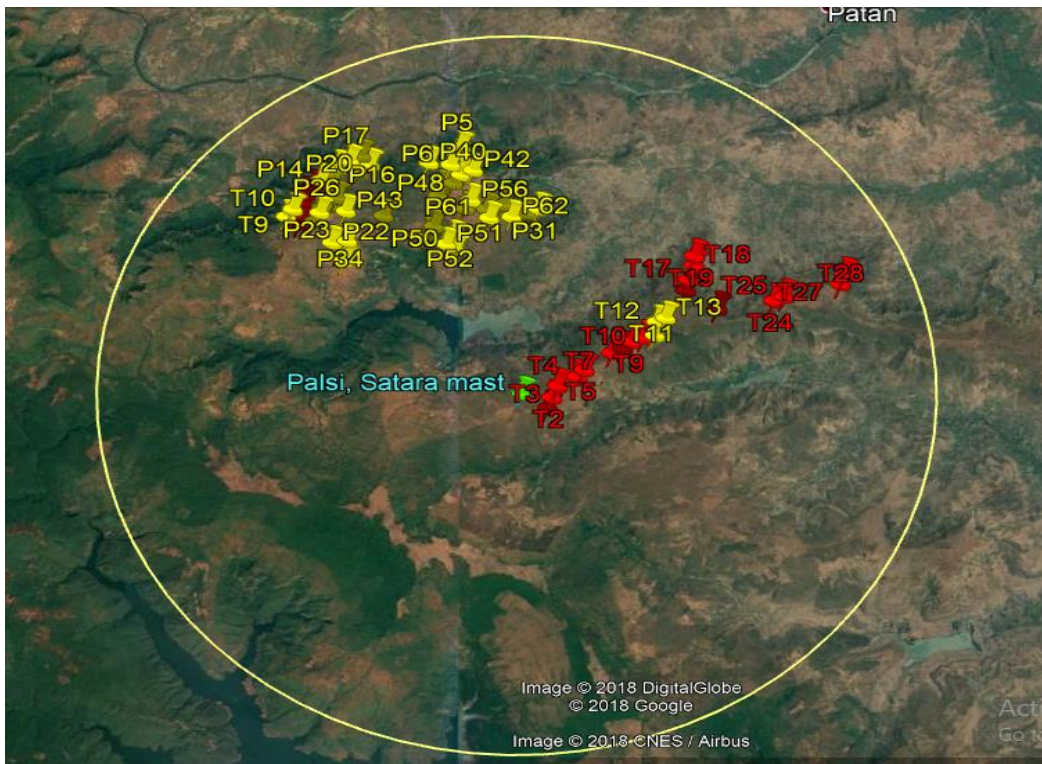 Patan
P5
P17
P6
P40
P42
P14
P20
P16
P48
P26
P56
T10
P43
P61
P62
T9
P23
P22
P50
P51
P31
P34
P52
T18
T17
T19
T28
T25
T27
T12
T13
T24
T10
T11
T9
T4
T7
Palsi, Satara mast
T3
T5
T2
Image © 2018 DigitalGlobe
© 2018 Google
Image © 2018 CNES / Airbus